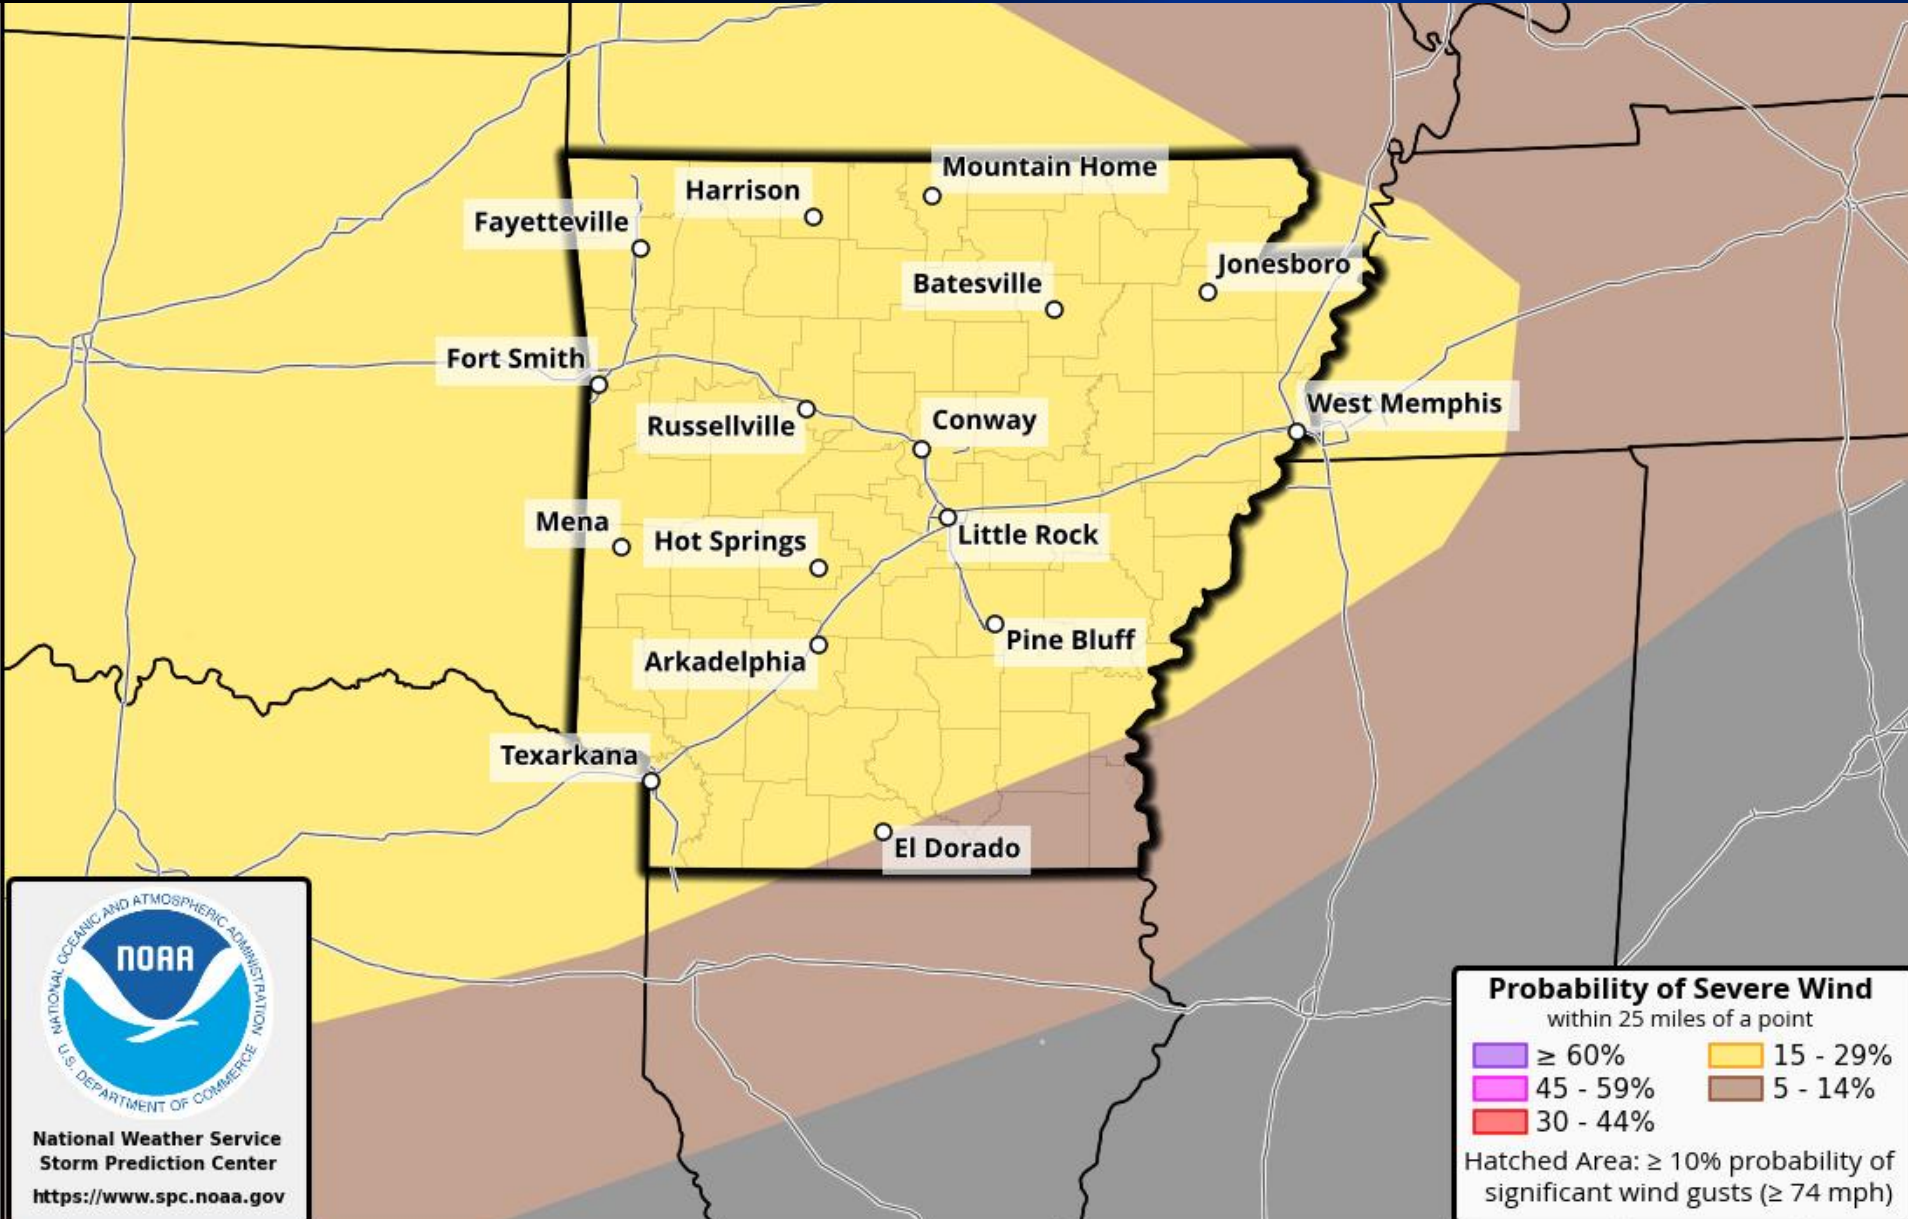 Mountain Home
Harrison
Fayetteville
Jonesboro
Batesville
Fort Smith
West Memphis
Conway
Russellville
Mena
Hot Springs
Little Rock
Pine Bluff
Arkadelphia
Texarkana
El Dorado
NATIONAL OCEANIC AND ATMOSPHERIC ADMINISTRATION
NOAA
U.S. DEPARTMENT OF COMMERCE
National Weather Service
Storm Prediction Center
https://www.spc.noaa.gov
Probability of Severe Wind
within 25 miles of a point
≥ 60%
15 - 29%
45 - 59%
5 - 14%
30 - 44%
Hatched Area: ≥ 10% probability of
significant wind gusts (≥ 74 mph)